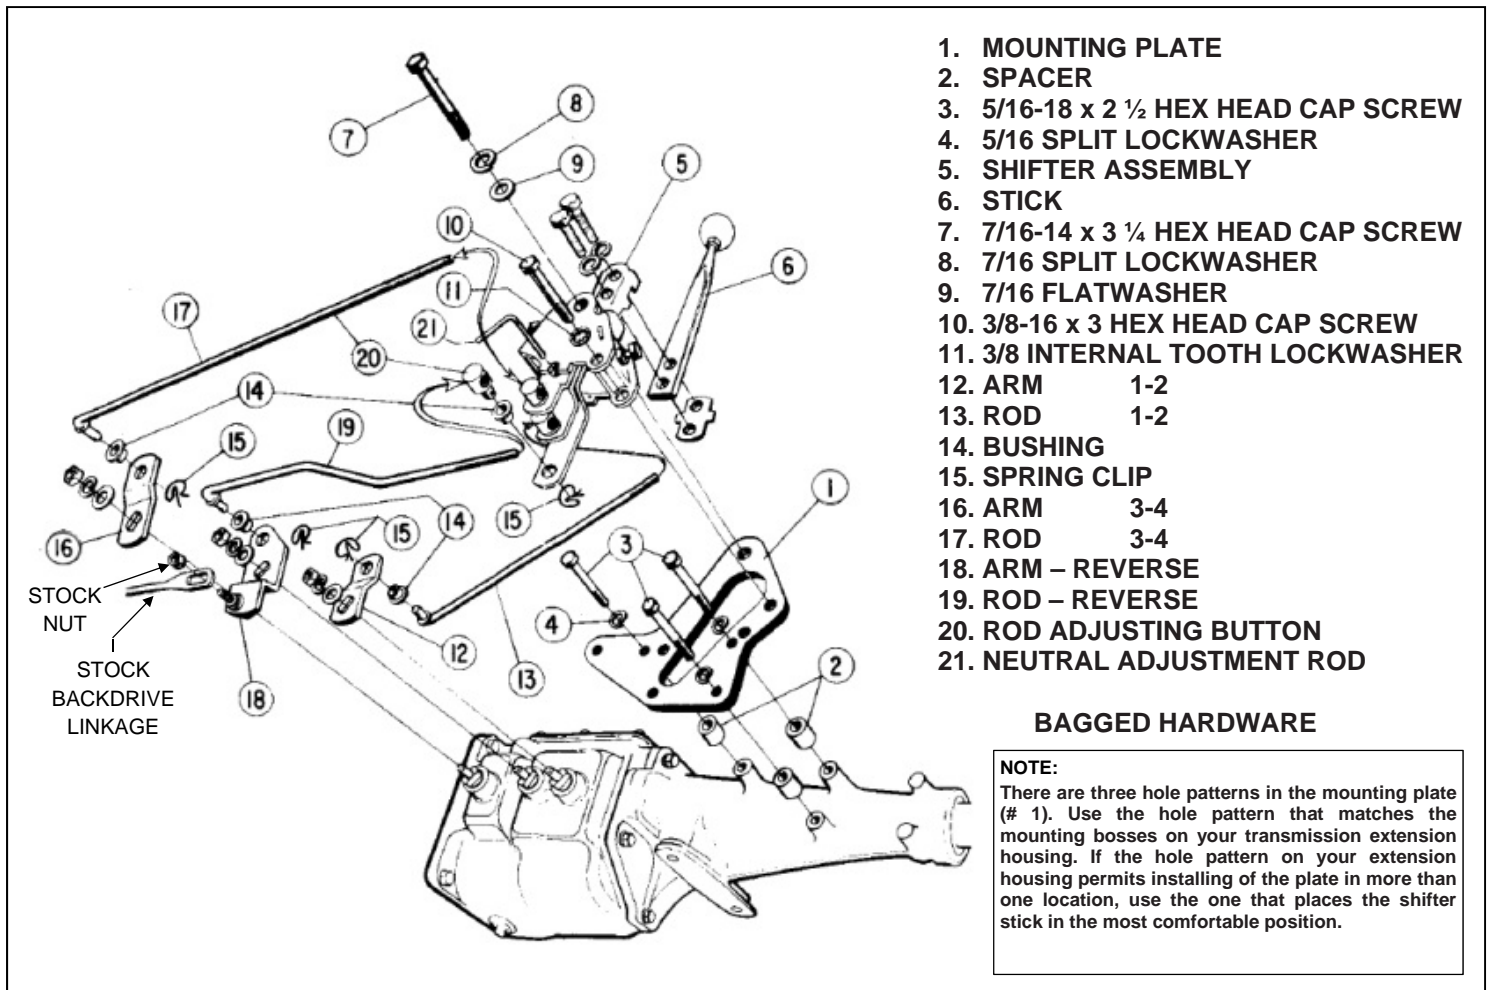 1. MOUNTING PLATE
2. SPACER
3. 5/16-18 x 2 ½ HEX HEAD CAP SCREW
4. 5/16 SPLIT LOCKWASHER
5. SHIFTER ASSEMBLY
6. STICK
7. 7/16-14 x 3 ¼ HEX HEAD CAP SCREW
8. 7/16 SPLIT LOCKWASHER
9. 7/16 FLATWASHER
10. 3/8-16 x 3 HEX HEAD CAP SCREW
11. 3/8 INTERNAL TOOTH LOCKWASHER
12. ARM 1-2
13. ROD 1-2
14. BUSHING
15. SPRING CLIP
16. ARM 3-4
17. ROD 3-4
18. ARM – REVERSE
19. ROD – REVERSE
20. ROD ADJUSTING BUTTON
21. NEUTRAL ADJUSTMENT ROD
BAGGED HARDWARE
NOTE:
There are three hole patterns in the mounting plate
(# 1). Use the hole pattern that matches the
mounting bosses on your transmission extension
housing. If the hole pattern on your extension
housing permits installing of the plate in more than
one location, use the one that places the shifter
stick in the most comfortable position.
7
8
9
5
10
6
11
17
21
20
14
15
19
1
16
15
14
15
3
STOCK
NUT
4
12
2
13
18
STOCK
BACKDRIVE
LINKAGE